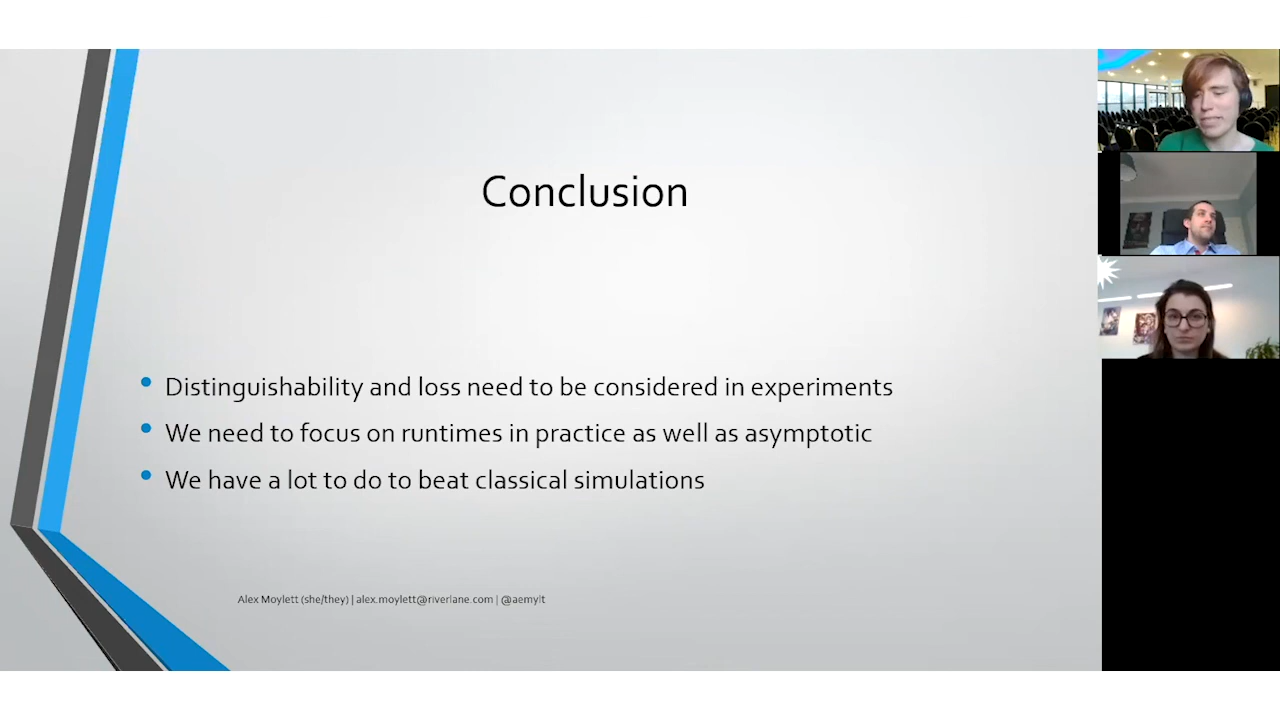 Conclusion
Distinguishability and loss need to be considered in experiments
We need to focus on runtimes in practice as well as asymptotic
We have a lot to do to beat classical simulations
Alex Moylett (she/they) | alex.moylett@riverlane.com | @aemylt